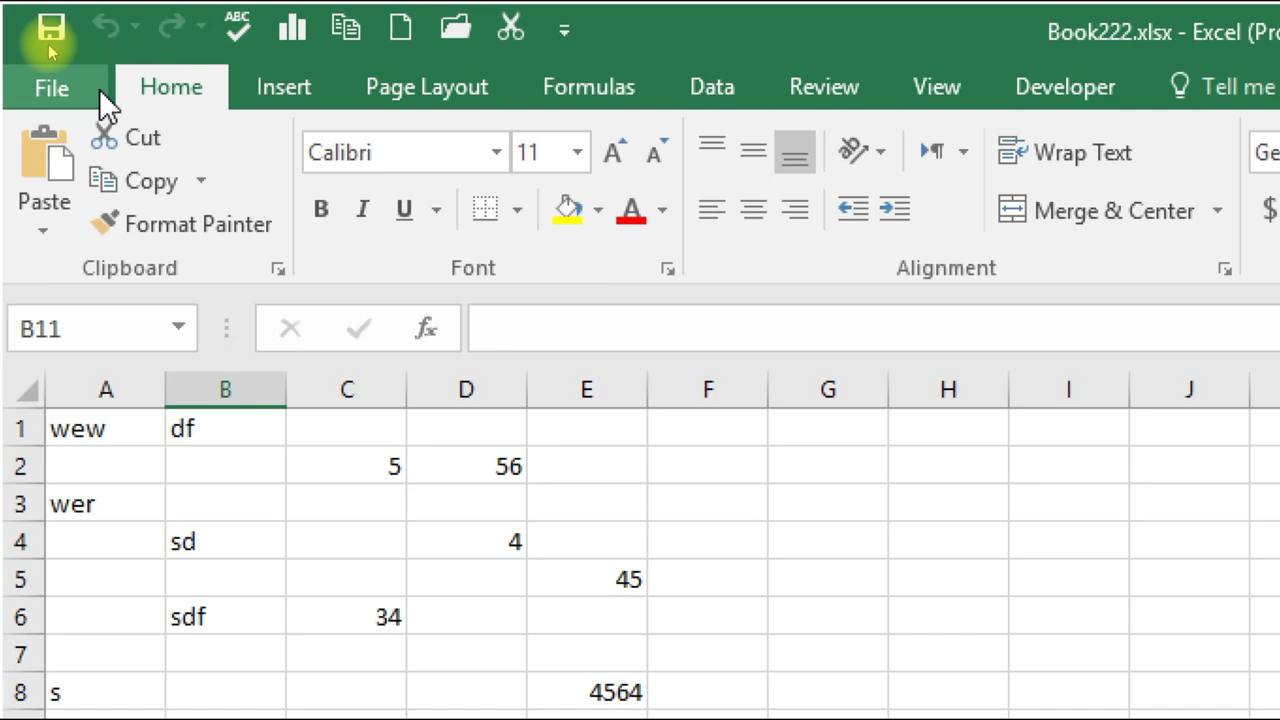 ABC
Book222.xlsx - Excel (Pro
File Home Insert Page Layout Formulas Data Review View Developer Tell me
Paste
Cut
Copy
Format Painter
Clipboard
Calibri 11 A A
B I U A
Font
Wrap Text
Merge & Center
Alignment
Ge
$
B11 fx
A B C D E F G H I J
1 wew df
2 5 56
3 wer
4 sd 4
5 45
6 sdf 34
7
8 s 4564